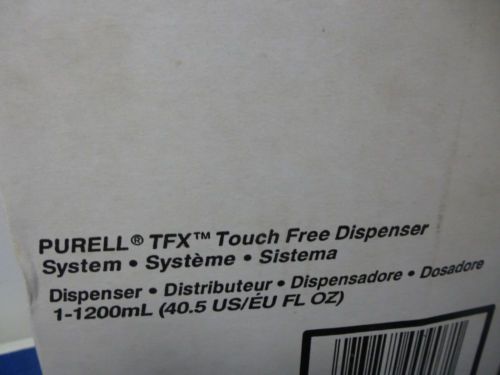 PURELL® TFX™ Touch Free Dispenser
System • Système • Sistema
Dispenser • Distributeur • Dispensadore • Dosadore
1-1200mL (40.5 US/ÉU FL OZ)